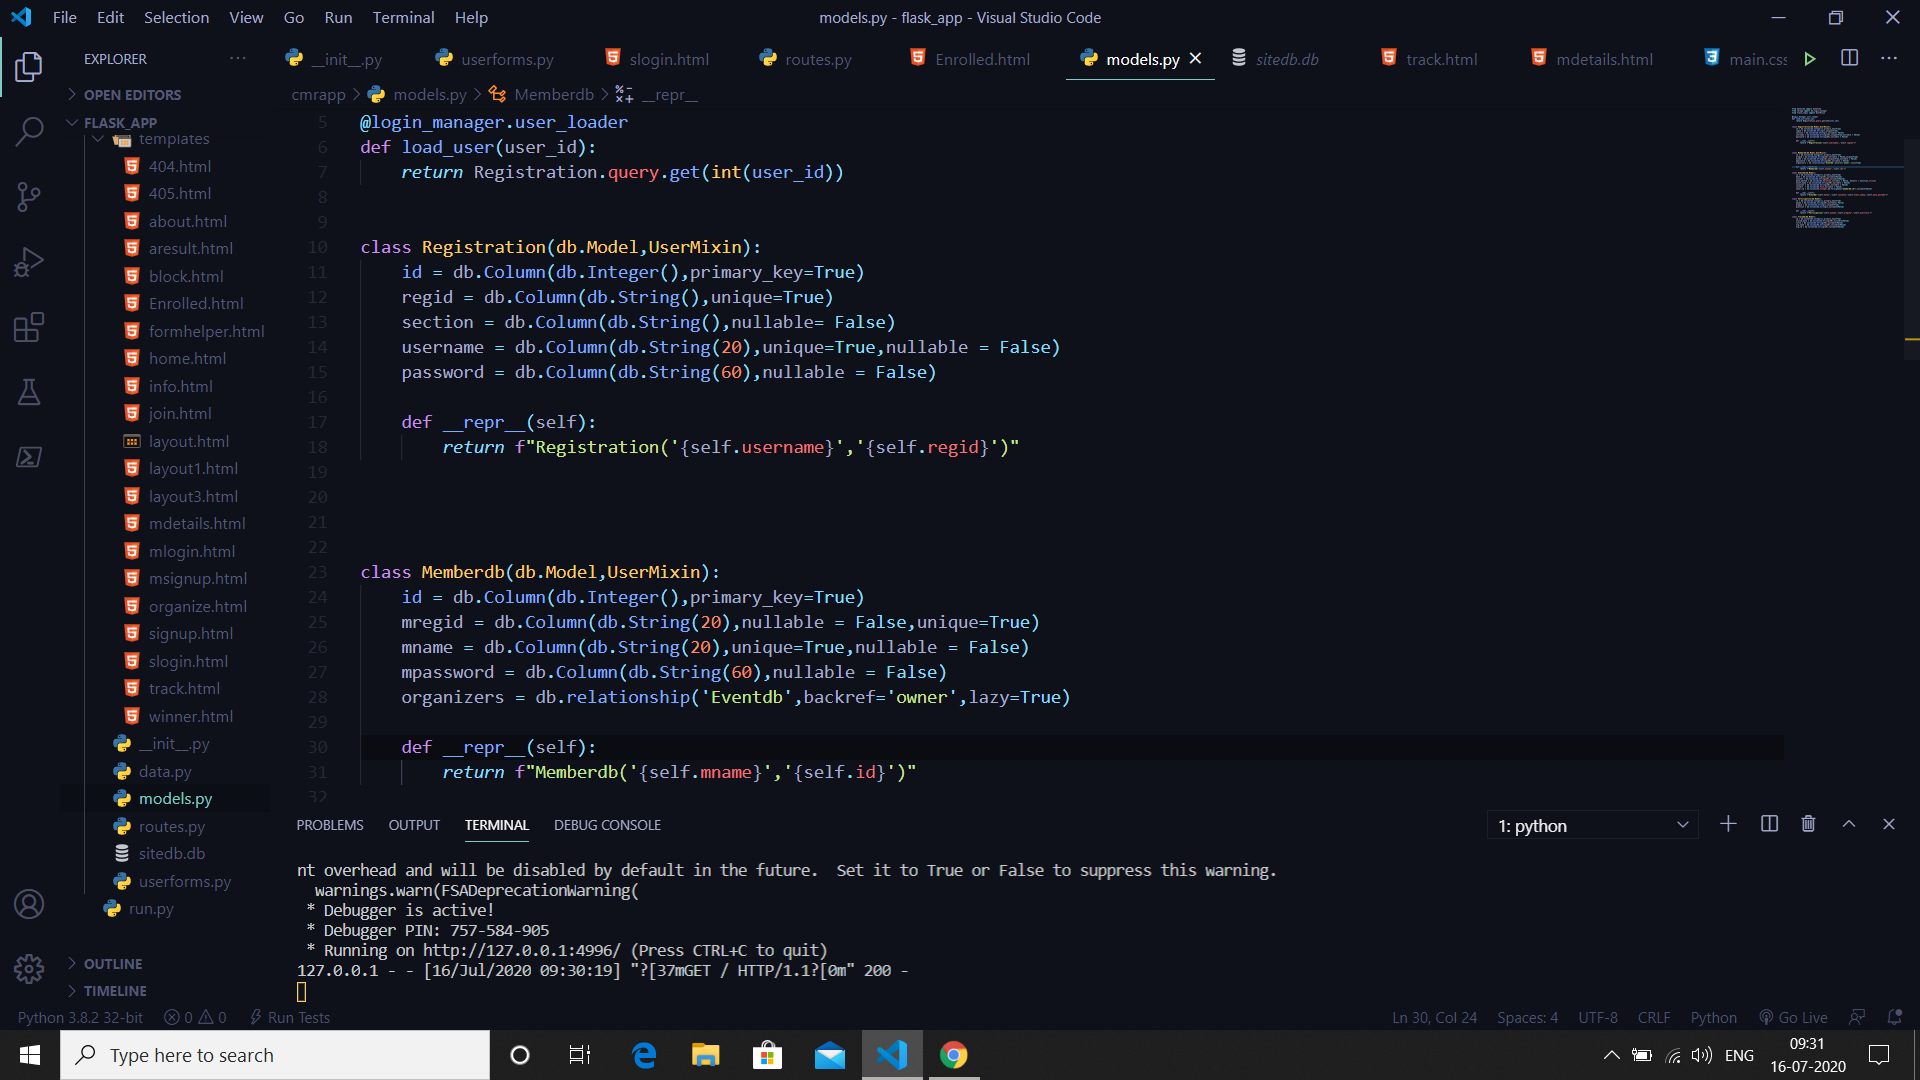 File Edit Selection View Go Run Terminal Help
models.py - flask_app - Visual Studio Code
EXPLORER ...
__init__.py userforms.py slogin.html routes.py Enrolled.html models.py sitedb.db track.html mdetails.html main.css
OPEN EDITORS
cmrapp > models.py > Memberdb > __repr__
FLASK_APP
templates
404.html
405.html
about.html
aresult.html
block.html
Enrolled.html
formhelper.html
home.html
info.html
join.html
layout.html
layout1.html
layout3.html
mdetails.html
mlogin.html
msignup.html
organize.html
signup.html
slogin.html
track.html
winner.html
__init__.py
data.py
models.py
routes.py
sitedb.db
userforms.py
run.py
OUTLINE
TIMELINE
5 @login_manager.user_loader
6 def load_user(user_id):
7     return Registration.query.get(int(user_id))
8
9
10 class Registration(db.Model,UserMixin):
11     id = db.Column(db.Integer(),primary_key=True)
12     regid = db.Column(db.String(),unique=True)
13     section = db.Column(db.String(),nullable= False)
14     username = db.Column(db.String(20),unique=True,nullable = False)
15     password = db.Column(db.String(60),nullable = False)
16
17     def __repr__(self):
18         return f"Registration('{self.username}','{self.regid}')"
19
20
21
22
23 class Memberdb(db.Model,UserMixin):
24     id = db.Column(db.Integer(),primary_key=True)
25     mregid = db.Column(db.String(20),nullable = False,unique=True)
26     mname = db.Column(db.String(20),unique=True,nullable = False)
27     mpassword = db.Column(db.String(60),nullable = False)
28     organizers = db.relationship('Eventdb',backref='owner',lazy=True)
29
30     def __repr__(self):
31         return f"Memberdb('{self.mname}','{self.id}')"
32
PROBLEMS OUTPUT TERMINAL DEBUG CONSOLE
1: python
nt overhead and will be disabled by default in the future.  Set it to True or False to suppress this warning.
  warnings.warn(FSADeprecationWarning(
 * Debugger is active!
 * Debugger PIN: 757-584-905
 * Running on http://127.0.0.1:4996/ (Press CTRL+C to quit)
127.0.0.1 - - [16/Jul/2020 09:30:19] "?[37mGET / HTTP/1.1?[0m" 200 -
Python 3.8.2 32-bit 0 0 Run Tests
Ln 30, Col 24 Spaces: 4 UTF-8 CRLF Python Go Live
Type here to search
ENG
09:31
16-07-2020